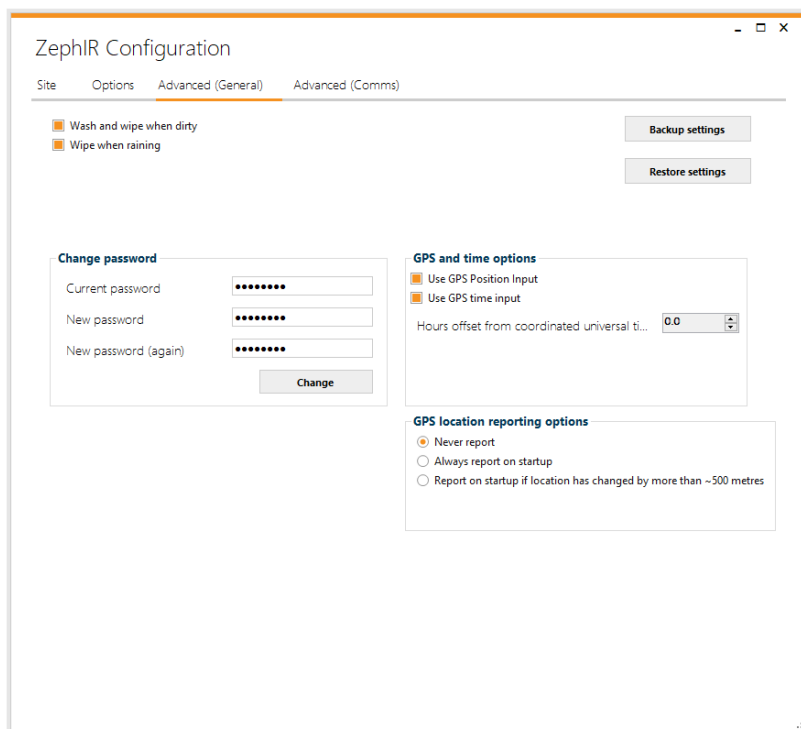 ZephIR Configuration
Site Options Advanced (General) Advanced (Comms)
Wash and wipe when dirty
Wipe when raining
Backup settings
Restore settings
Change password
Current password ••••••••
New password ••••••••
New password (again) ••••••••
Change
GPS and time options
Use GPS Position Input
Use GPS time input
Hours offset from coordinated universal ti... 0.0
GPS location reporting options
Never report
Always report on startup
Report on startup if location has changed by more than ~500 metres